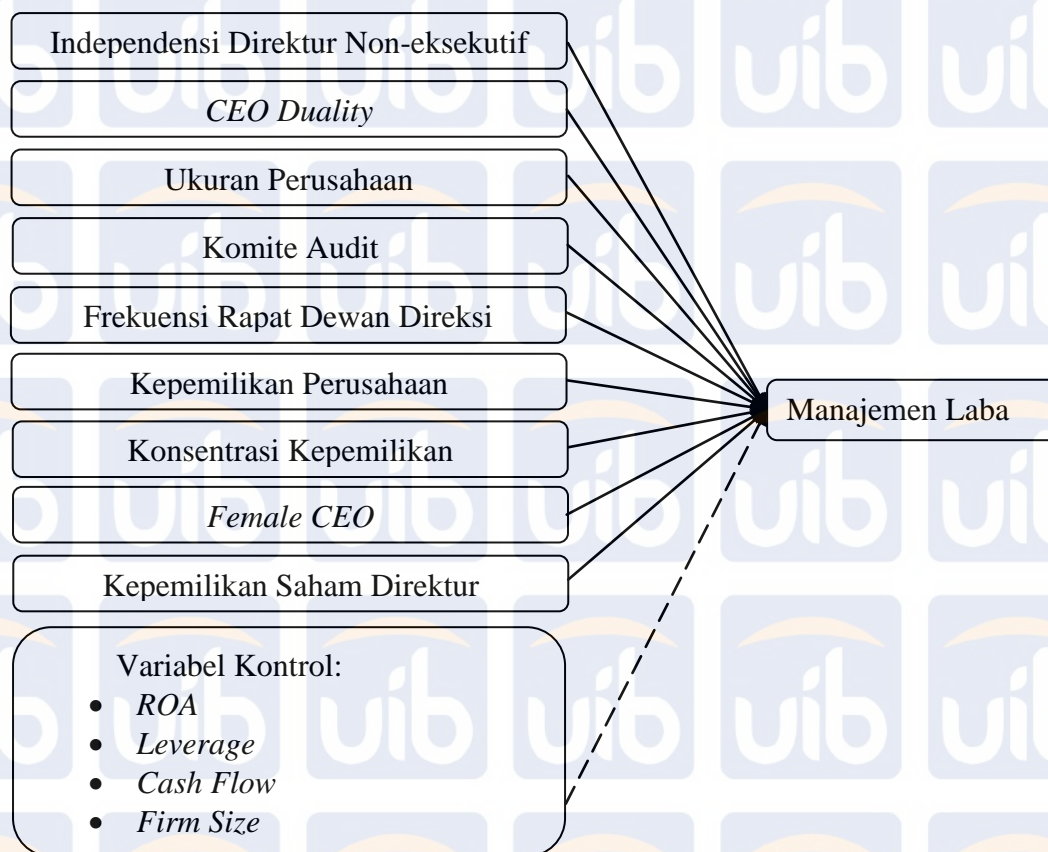 Independensi Direktur Non-eksekutif
CEO Duality
Ukuran Perusahaan
Komite Audit
Frekuensi Rapat Dewan Direksi
Kepemilikan Perusahaan
Manajemen Laba
Konsentrasi Kepemilikan
Female CEO
Kepemilikan Saham Direktur
Variabel Kontrol:
• ROA
• Leverage
• Cash Flow
• Firm Size
uib